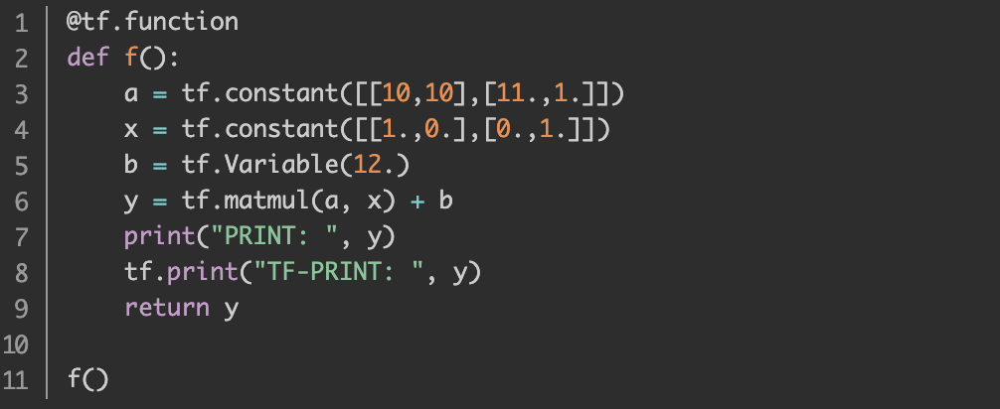 1 @tf.function
2 def f():
3     a = tf.constant([[10,10],[11.,1.]])
4     x = tf.constant([[1.,0.],[0.,1.]])
5     b = tf.Variable(12.)
6     y = tf.matmul(a, x) + b
7     print("PRINT: ", y)
8     tf.print("TF-PRINT: ", y)
9     return y
10
11 f()